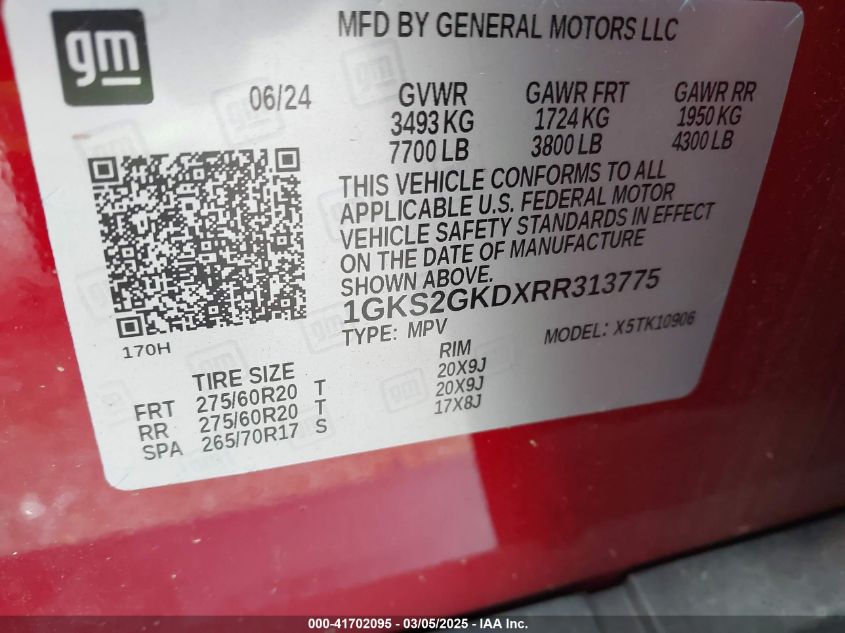 gm
MFD BY GENERAL MOTORS LLC
06/24 GVWR GAWR FRT GAWR RR
3493 KG 1724 KG 1950 KG
7700 LB 3800 LB 4300 LB
THIS VEHICLE CONFORMS TO ALL
APPLICABLE U.S. FEDERAL MOTOR
VEHICLE SAFETY STANDARDS IN EFFECT
ON THE DATE OF MANUFACTURE
SHOWN ABOVE.
1GKS2GKDXRR313775
TYPE: MPV MODEL: X5TK10906
170H
TIRE SIZE RIM
FRT 275/60R20 T 20X9J
RR 275/60R20 T 20X9J
SPA 265/70R17 S 17X8J
000-41702095 - 03/05/2025 - IAA Inc.